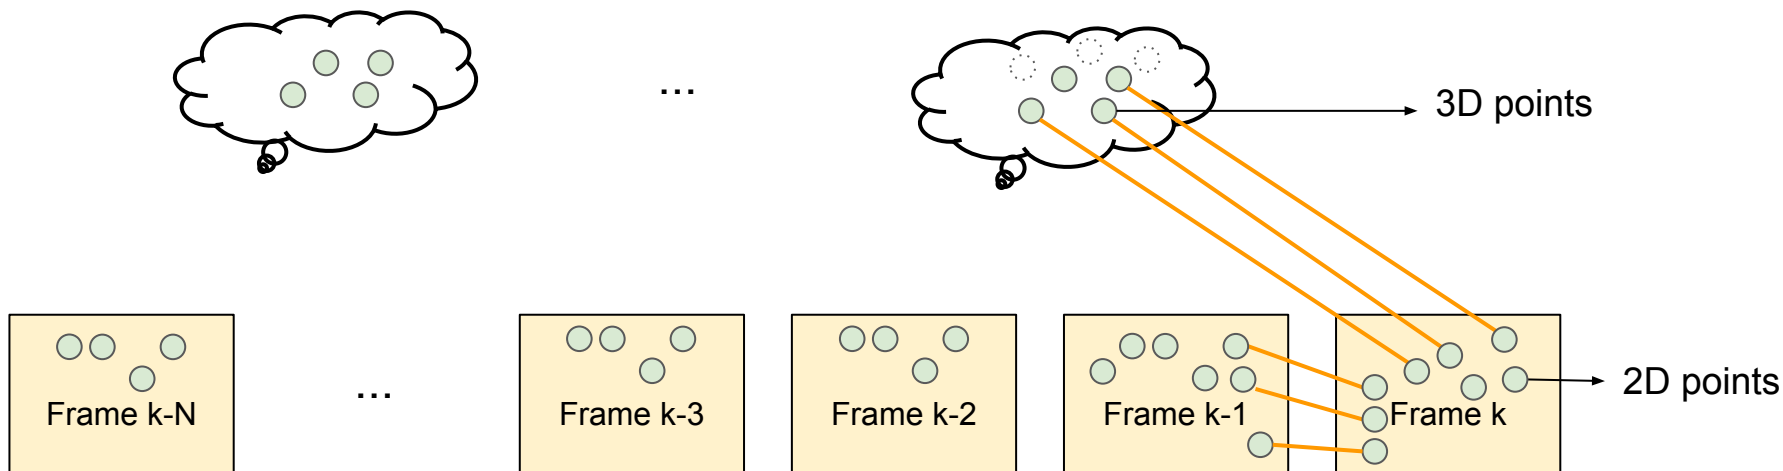 ...
3D points
Frame k-N
...
Frame k-3
Frame k-2
Frame k-1
Frame k
2D points